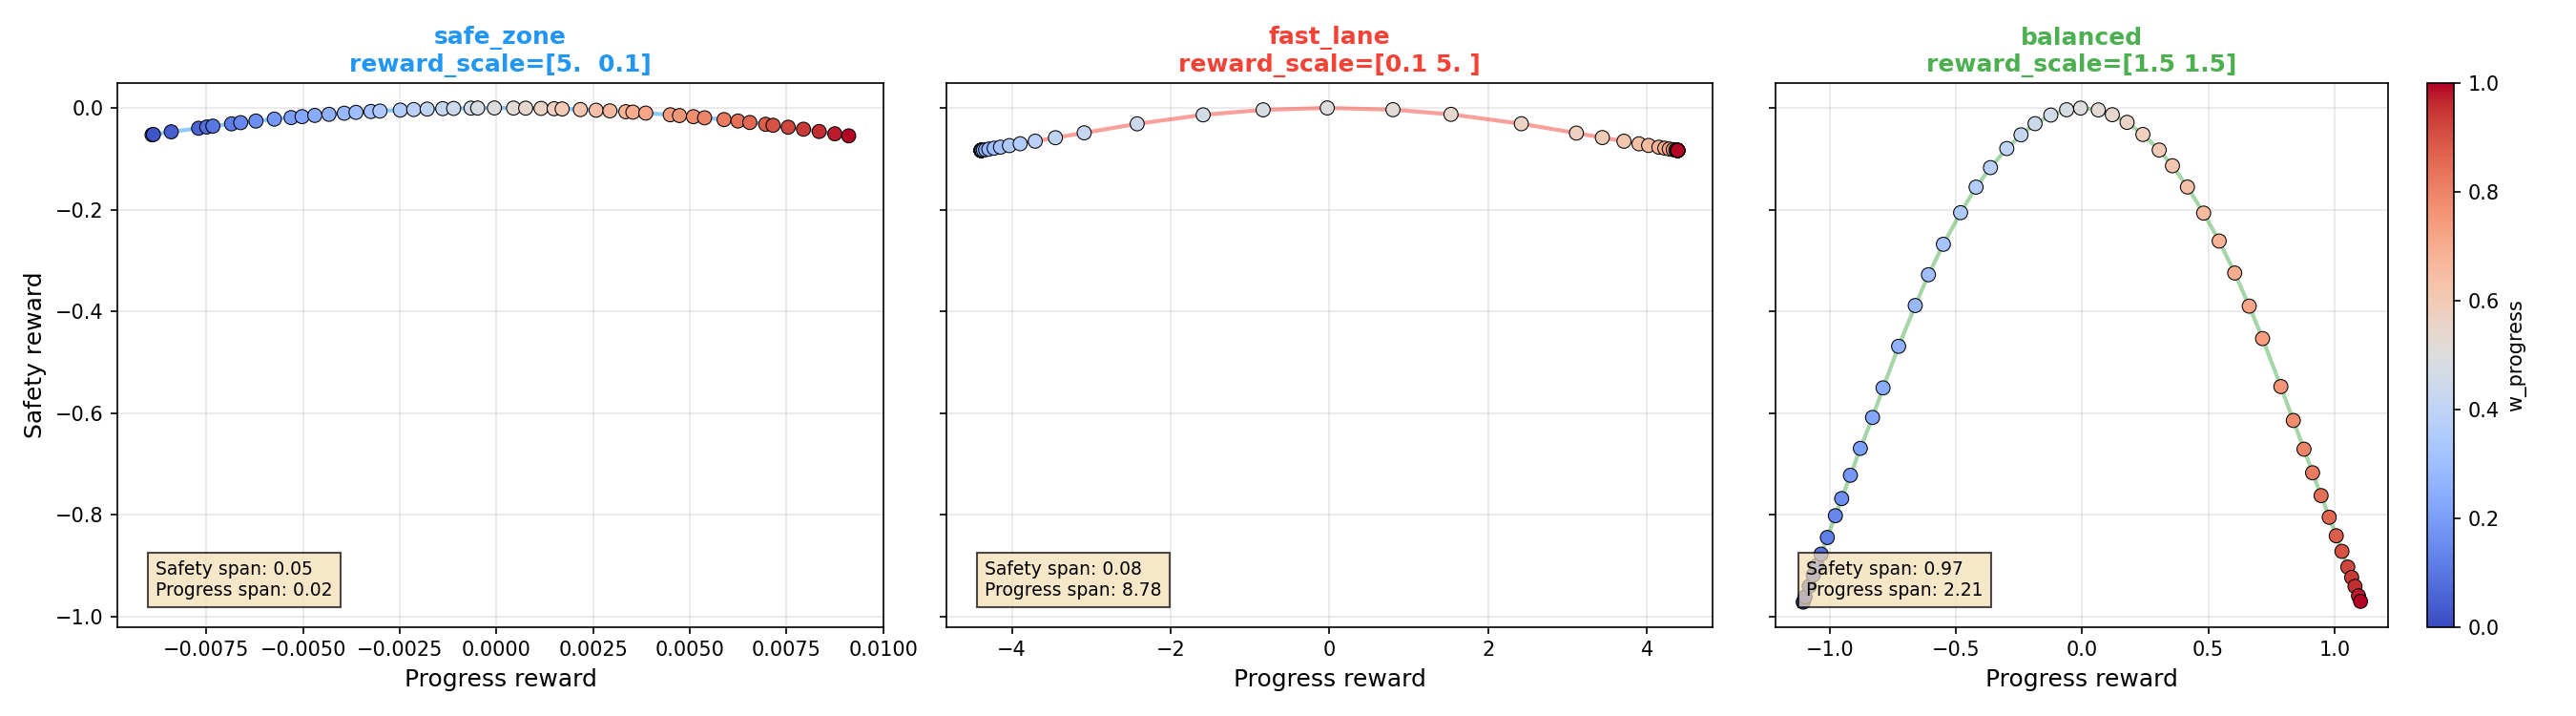 safe_zone
reward_scale=[5.  0.1]
0.0
−0.2
−0.4
−0.6
−0.8
−1.0
Safety reward
Safety span: 0.05
Progress span: 0.02
−0.0075 −0.0050 −0.0025 0.0000 0.0025 0.0050 0.0075 0.0100
Progress reward
fast_lane
reward_scale=[0.1 5. ]
Safety span: 0.08
Progress span: 8.78
−4 −2 0 2 4
Progress reward
balanced
reward_scale=[1.5 1.5]
Safety span: 0.97
Progress span: 2.21
−1.0 −0.5 0.0 0.5 1.0
Progress reward
1.0
0.8
0.6
0.4
0.2
0.0
w_progress